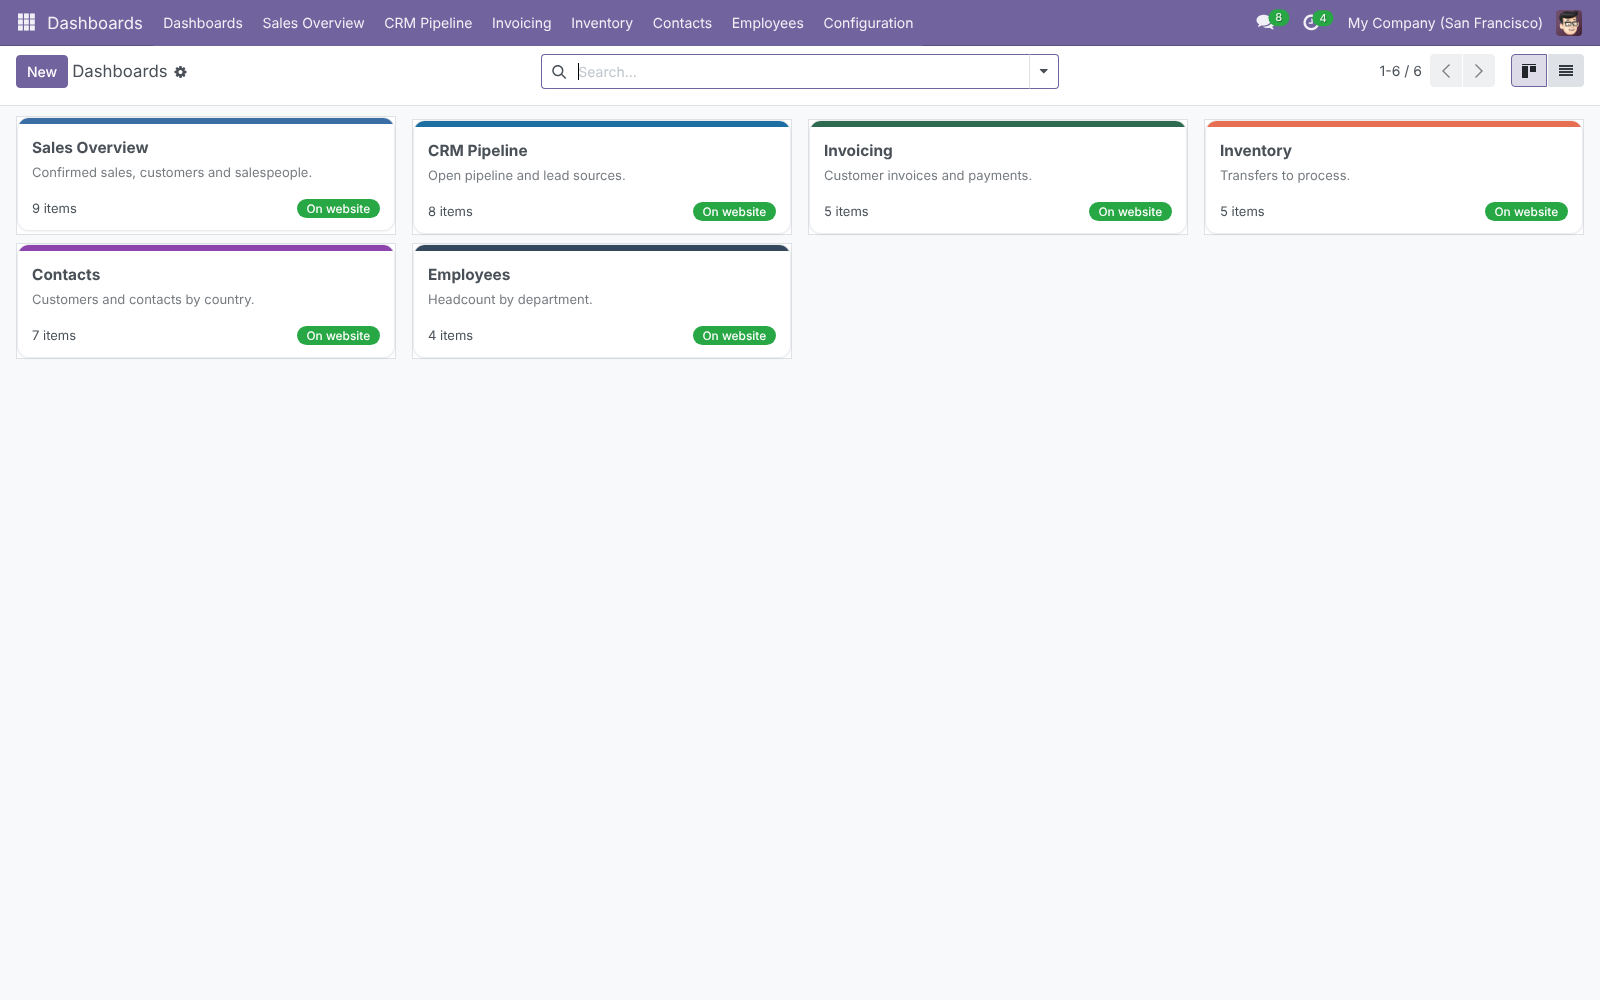 Dashboards Dashboards Sales Overview CRM Pipeline Invoicing Inventory Contacts Employees Configuration 8 4 My Company (San Francisco)
New Dashboards Search... 1-6 / 6
Sales Overview
Confirmed sales, customers and salespeople.
9 items On website
CRM Pipeline
Open pipeline and lead sources.
8 items On website
Invoicing
Customer invoices and payments.
5 items On website
Inventory
Transfers to process.
5 items On website
Contacts
Customers and contacts by country.
7 items On website
Employees
Headcount by department.
4 items On website